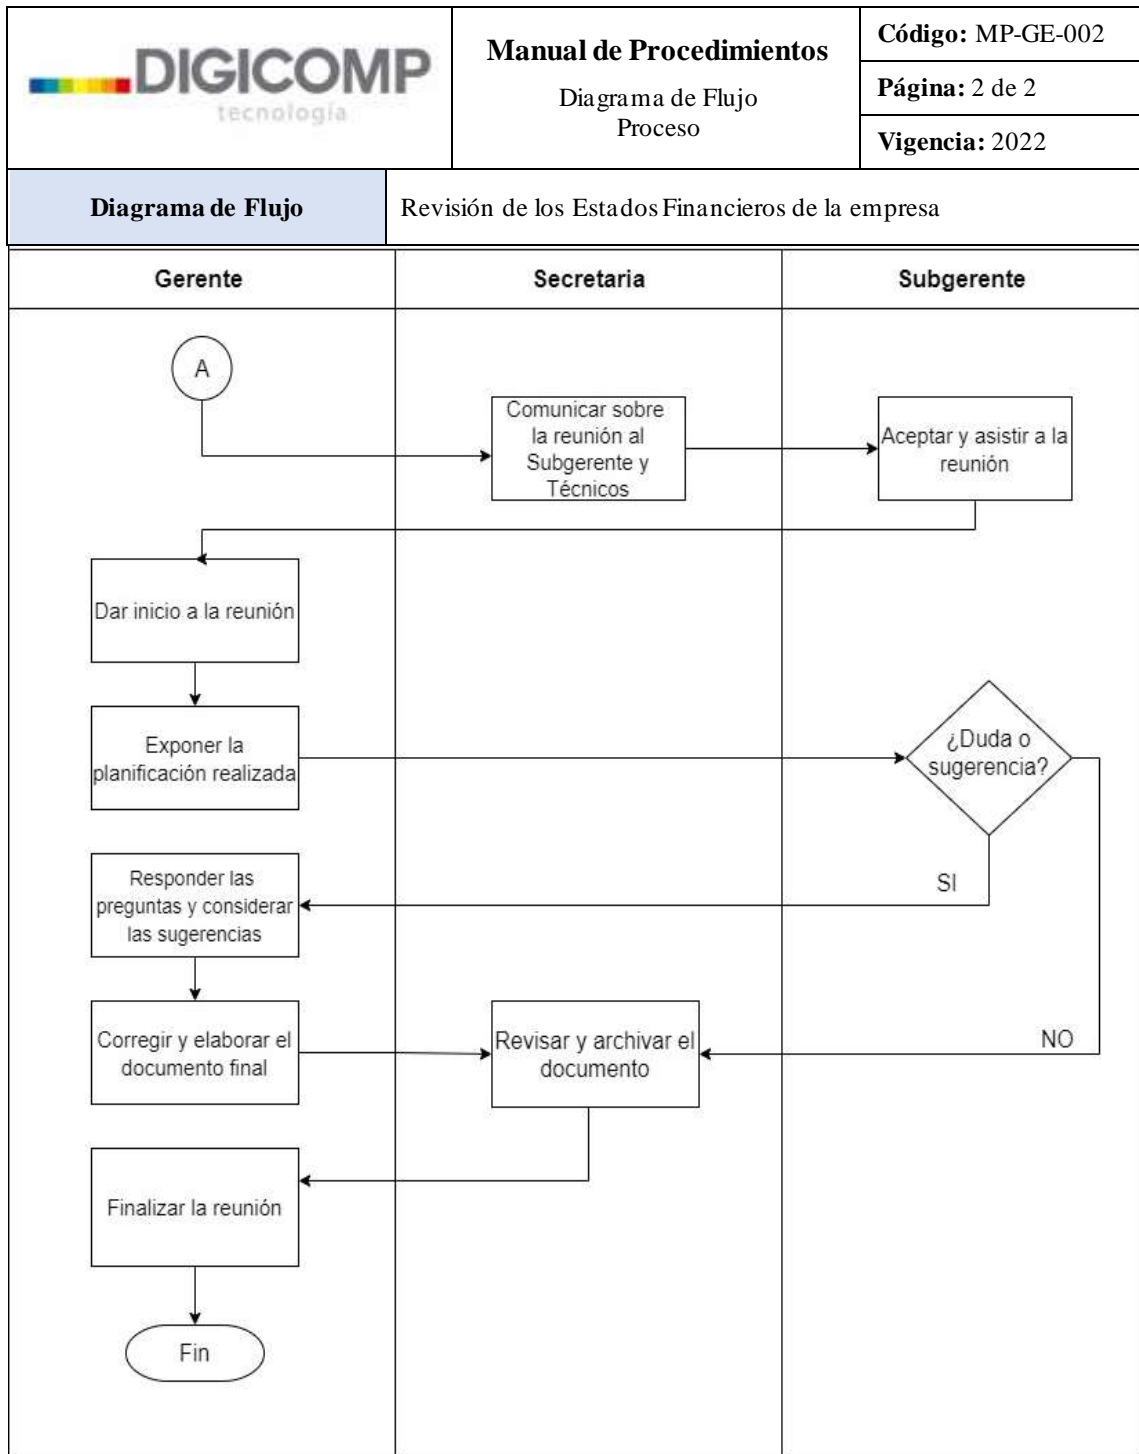 DIGICOMP
tecnología
Manual de Procedimientos
Diagrama de Flujo
Proceso
Código: MP-GE-002
Página: 2 de 2
Vigencia: 2022
Diagrama de Flujo
Revisión de los Estados Financieros de la empresa
Gerente
Secretaria
Subgerente
A
Comunicar sobre
la reunión al
Subgerente y
Técnicos
Aceptar y asistir a la
reunión
Dar inicio a la reunión
Exponer la
planificación realizada
¿Duda o
sugerencia?
SI
Responder las
preguntas y considerar
las sugerencias
Corregir y elaborar el
documento final
Revisar y archivar el
documento
NO
Finalizar la reunión
Fin